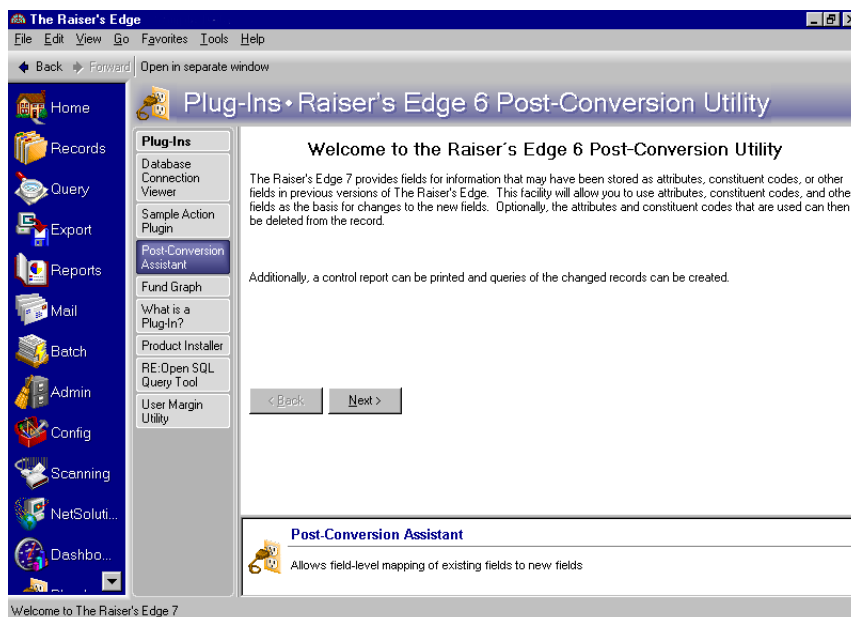 The Raiser's Edge
File Edit View Go Favorites Tools Help
Back Forward Open in separate window
Plug-Ins • Raiser's Edge 6 Post-Conversion Utility
Home
Records
Query
Export
Reports
Mail
Batch
Admin
Config
Scanning
NetSoluti...
Dashbo...
Plug-Ins
Database
Connection
Viewer
Sample Action
Plugin
Post-Conversion
Assistant
Fund Graph
What is a
Plug-In?
Product Installer
RE:Open SQL
Query Tool
User Margin
Utility
Welcome to the Raiser's Edge 6 Post-Conversion Utility
The Raiser's Edge 7 provides fields for information that may have been stored as attributes, constituent codes, or other
fields in previous versions of The Raiser's Edge. This facility will allow you to use attributes, constituent codes, and othe
fields as the basis for changes to the new fields. Optionally, the attributes and constituent codes that are used can then
be deleted from the record.
Additionally, a control report can be printed and queries of the changed records can be created.
< Back Next >
Post-Conversion Assistant
Allows field-level mapping of existing fields to new fields
Welcome to The Raiser's Edge 7